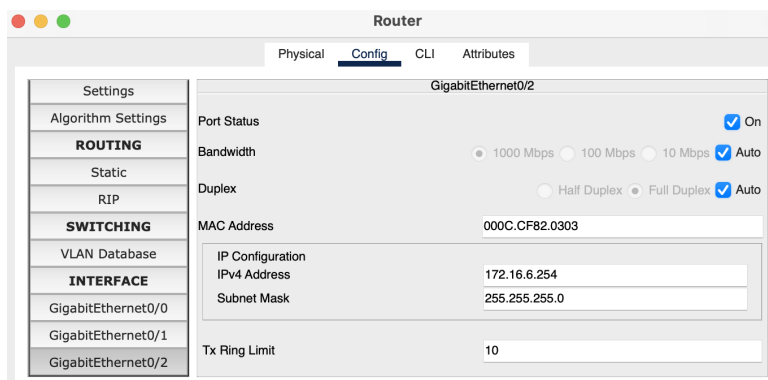 Router
Physical Config CLI Attributes
Settings
Algorithm Settings
ROUTING
Static
RIP
SWITCHING
VLAN Database
INTERFACE
GigabitEthernet0/0
GigabitEthernet0/1
GigabitEthernet0/2
GigabitEthernet0/2
Port Status On
Bandwidth 1000 Mbps 100 Mbps 10 Mbps Auto
Duplex Half Duplex Full Duplex Auto
MAC Address 000C.CF82.0303
IP Configuration
IPv4 Address 172.16.6.254
Subnet Mask 255.255.255.0
Tx Ring Limit 10